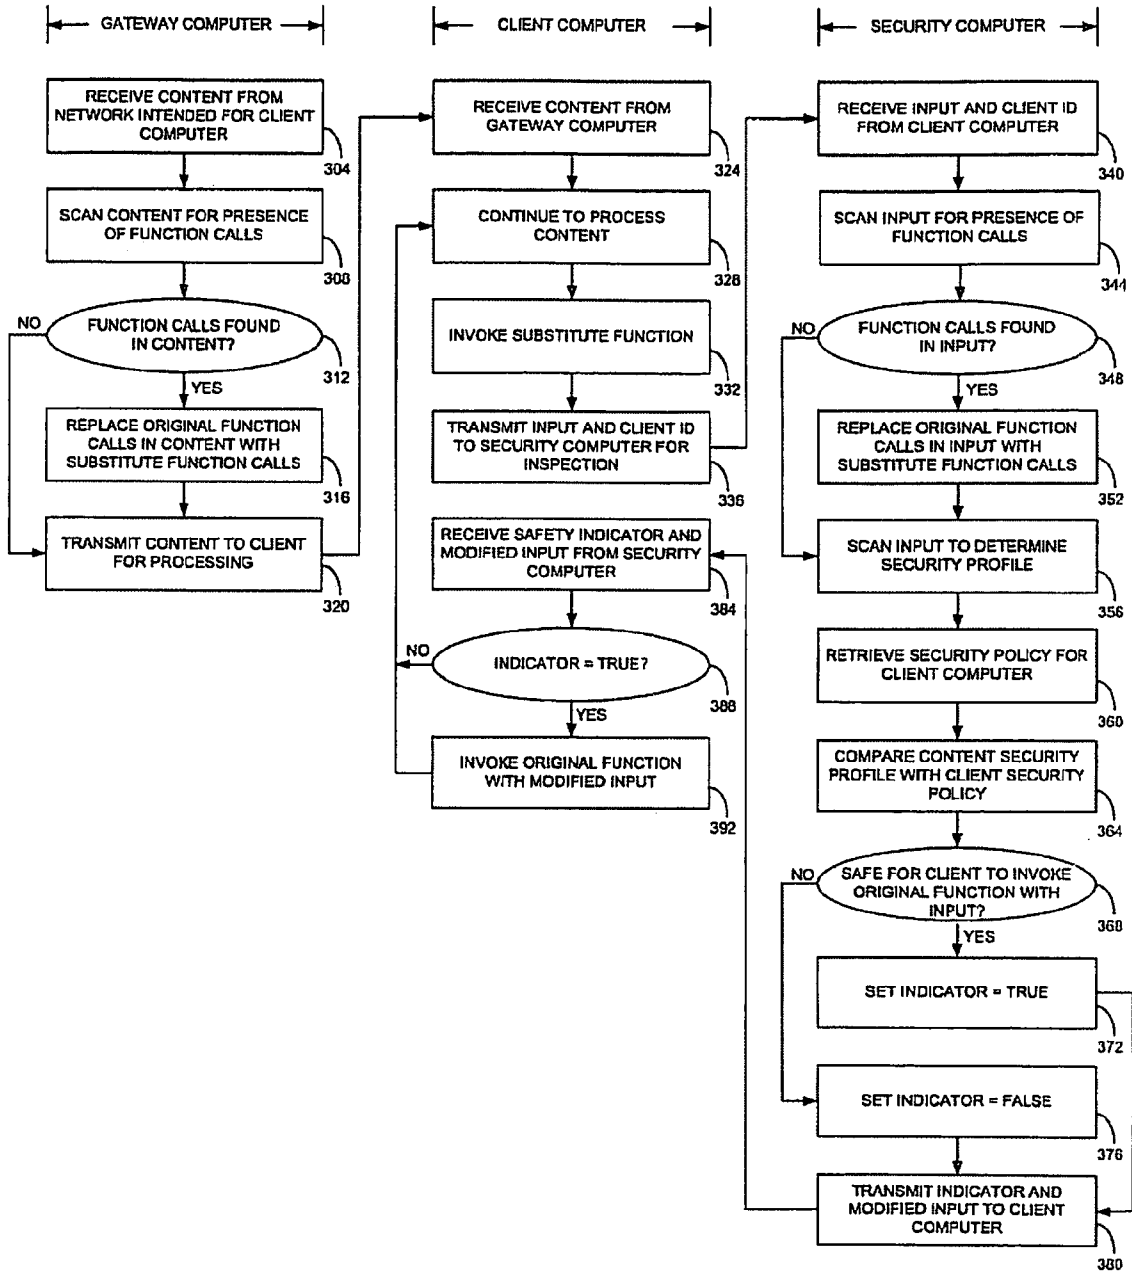 GATEWAY COMPUTER
RECEIVE CONTENT FROM
NETWORK INTENDED FOR CLIENT
COMPUTER
304
SCAN CONTENT FOR PRESENCE
OF FUNCTION CALLS
308
FUNCTION CALLS FOUND
IN CONTENT?
312
NO
YES
REPLACE ORIGINAL FUNCTION
CALLS IN CONTENT WITH
SUBSTITUTE FUNCTION CALLS
316
TRANSMIT CONTENT TO CLIENT
FOR PROCESSING
320
CLIENT COMPUTER
RECEIVE CONTENT FROM
GATEWAY COMPUTER
324
CONTINUE TO PROCESS
CONTENT
328
INVOKE SUBSTITUTE FUNCTION
332
TRANSMIT INPUT AND CLIENT ID
TO SECURITY COMPUTER FOR
INSPECTION
336
RECEIVE SAFETY INDICATOR AND
MODIFIED INPUT FROM SECURITY
COMPUTER
384
NO
INDICATOR = TRUE?
388
YES
INVOKE ORIGINAL FUNCTION
WITH MODIFIED INPUT
392
SECURITY COMPUTER
RECEIVE INPUT AND CLIENT ID
FROM CLIENT COMPUTER
340
SCAN INPUT FOR PRESENCE OF
FUNCTION CALLS
344
NO
FUNCTION CALLS FOUND
IN INPUT?
348
YES
REPLACE ORIGINAL FUNCTION
CALLS IN INPUT WITH
SUBSTITUTE FUNCTION CALLS
352
SCAN INPUT TO DETERMINE
SECURITY PROFILE
356
RETRIEVE SECURITY POLICY FOR
CLIENT COMPUTER
360
COMPARE CONTENT SECURITY
PROFILE WITH CLIENT SECURITY
POLICY
364
NO
SAFE FOR CLIENT TO INVOKE
ORIGINAL FUNCTION WITH
INPUT?
368
YES
SET INDICATOR = TRUE
372
SET INDICATOR = FALSE
376
TRANSMIT INDICATOR AND
MODIFIED INPUT TO CLIENT
COMPUTER
380